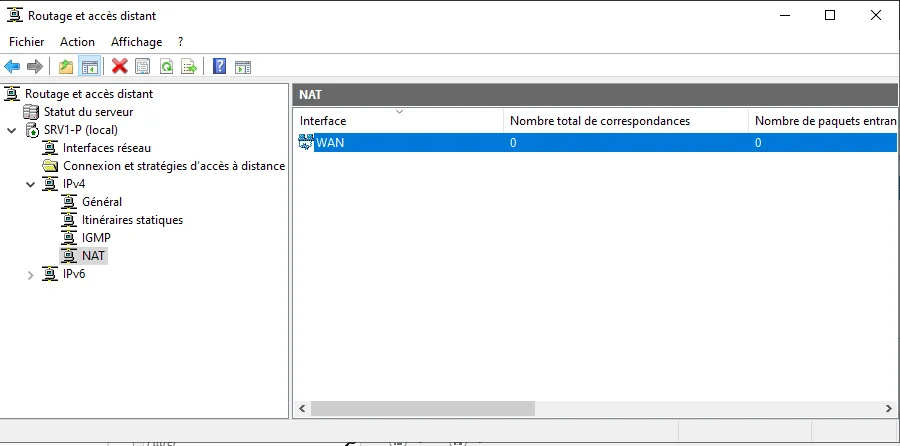 Routage et accès distant
Fichier Action Affichage ?
Routage et accès distant
Statut du serveur
SRV1-P (local)
Interfaces réseau
Connexion et stratégies d'accès à distance
IPv4
Général
Itinéraires statiques
IGMP
NAT
IPv6
NAT
Interface Nombre total de correspondances Nombre de paquets entran
WAN 0 0